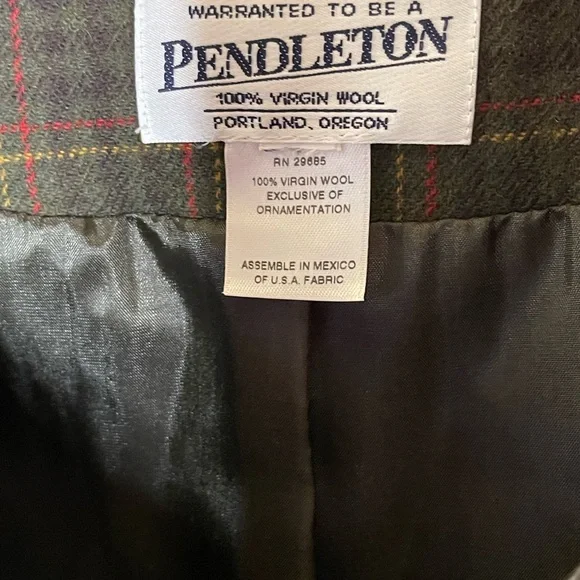 WARRANTED TO BE A
PENDLETON
100% VIRGIN WOOL
PORTLAND, OREGON
RN 29685
100% VIRGIN WOOL
EXCLUSIVE OF
ORNAMENTATION
ASSEMBLE IN MEXICO
OF U.S.A. FABRIC